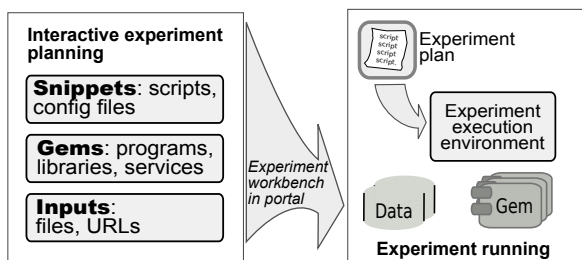 Interactive experiment
planning
Snippets: scripts,
config files
Gems: programs,
libraries, services
Inputs:
files, URLs
Experiment
workbench
in portal
script
script
script
script
Experiment
plan
Experiment
execution
environment
Data
Gem
Experiment running